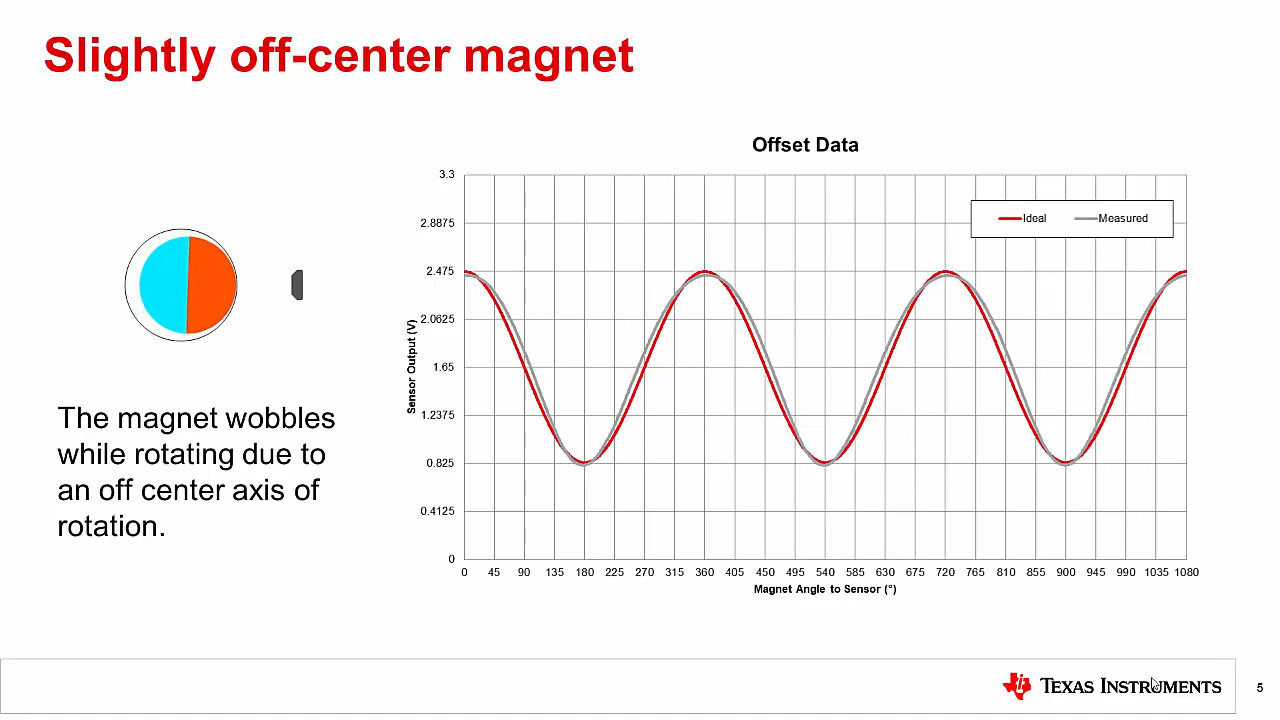 Slightly off-center magnet
Offset Data
3.3
2.8875
2.475
2.0625
1.65
1.2375
0.825
0.4125
0
Sensor Output (V)
Ideal
Measured
0 45 90 135 180 225 270 315 360 405 450 495 540 585 630 675 720 765 810 855 900 945 990 1035 1080
Magnet Angle to Sensor (°)
The magnet wobbles
while rotating due to
an off center axis of
rotation.
TEXAS INSTRUMENTS
5